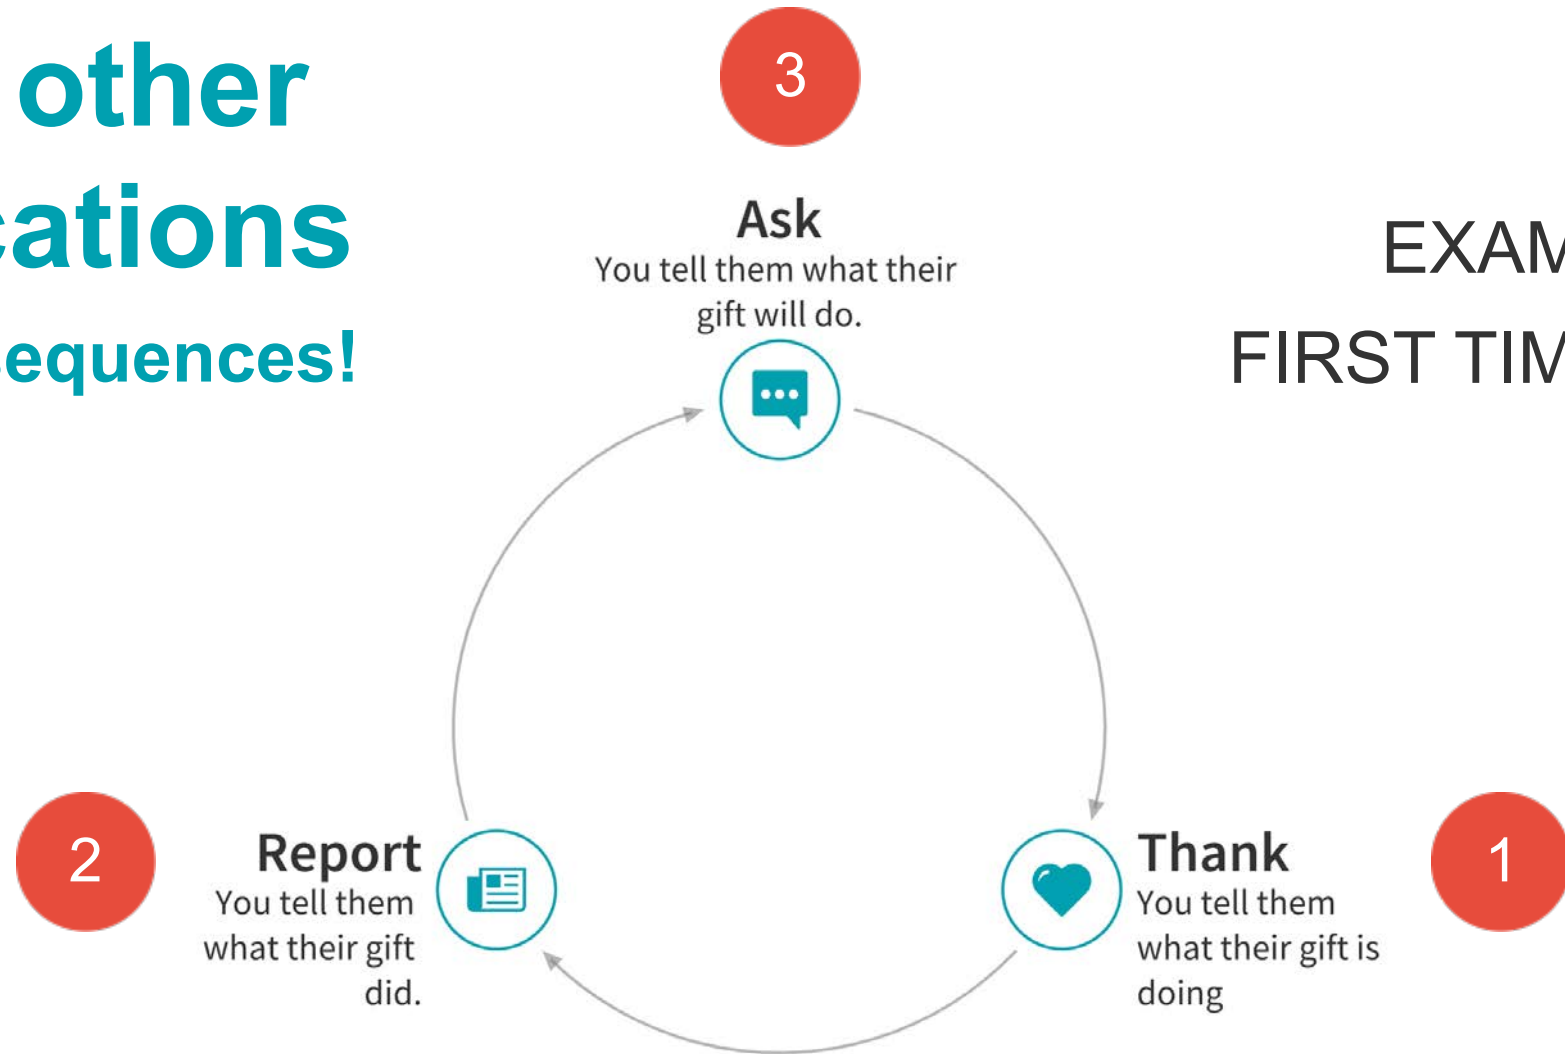 other
cations
sequences!
3
Ask
You tell them what their
gift will do.
EXAM
FIRST TIM
2
Report
You tell them
what their gift
did.
Thank
You tell them
what their gift is
doing
1